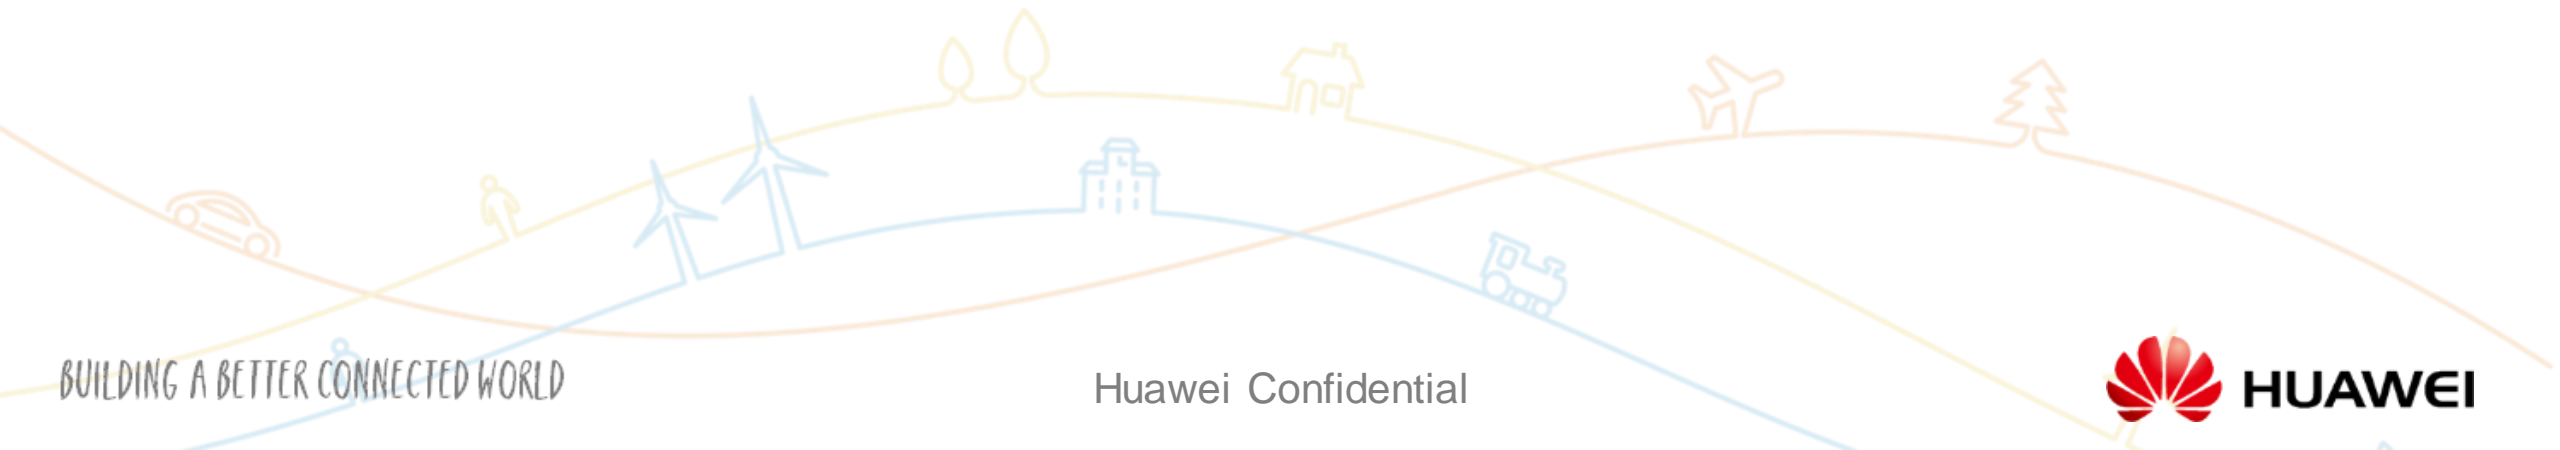 BUILDING A BETTER CONNECTED WORLD
Huawei Confidential
HUAWEI